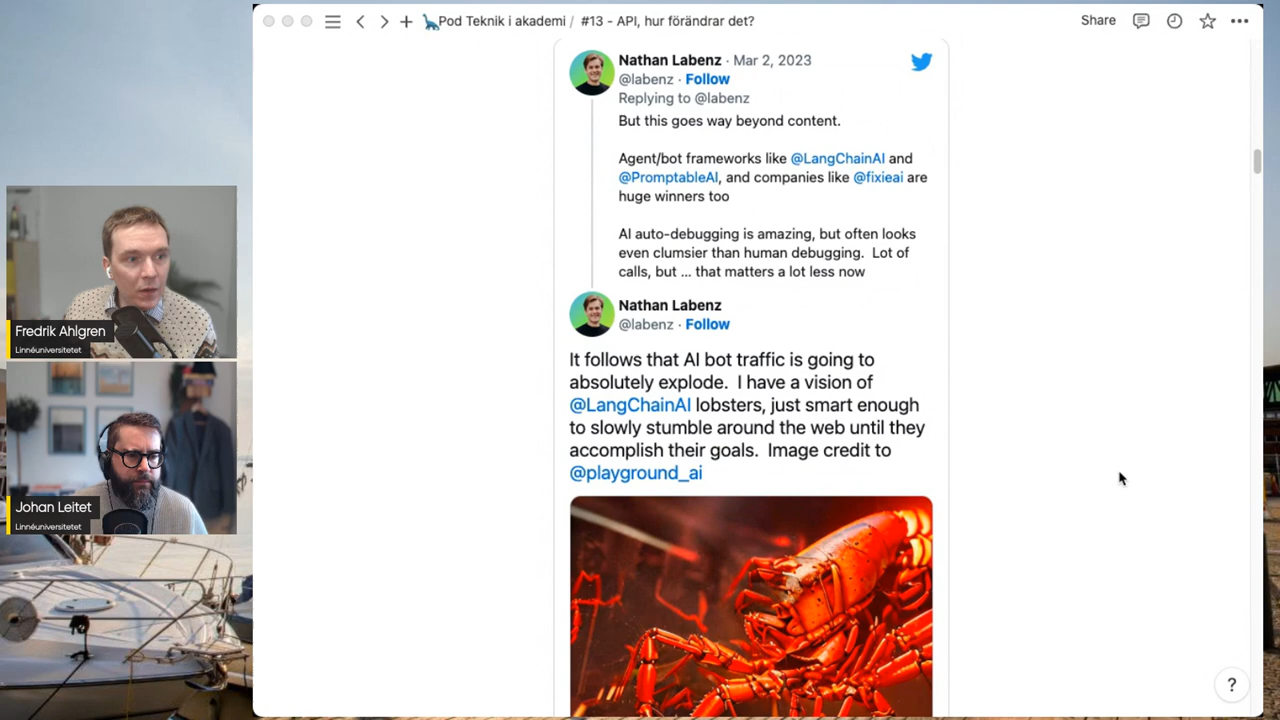 Pod Teknik i akademi / #13 - API, hur förändrar det?
Share
Nathan Labenz · Mar 2, 2023
@labenz · Follow
Replying to @labenz
But this goes way beyond content.
Agent/bot frameworks like @LangChainAI and
@PromptableAI, and companies like @fixieai are
huge winners too
AI auto-debugging is amazing, but often looks
even clumsier than human debugging. Lot of
calls, but ... that matters a lot less now
Nathan Labenz
@labenz · Follow
It follows that AI bot traffic is going to
absolutely explode. I have a vision of
@LangChainAI lobsters, just smart enough
to slowly stumble around the web until they
accomplish their goals. Image credit to
@playground_ai
Fredrik Ahlgren
Linnéuniversitetet
Johan Leitet
Linnéuniversitetet
?